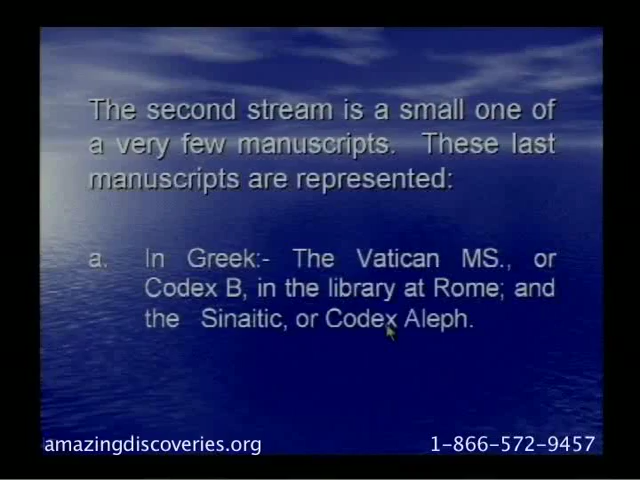 The second stream is a small one of
a very few manuscripts. These last
manuscripts are represented:
a. In Greek:- The Vatican MS., or
Codex B, in the library at Rome; and
the Sinaitic, or Codex Aleph.
amazingdiscoveries.org 1-866-572-9457